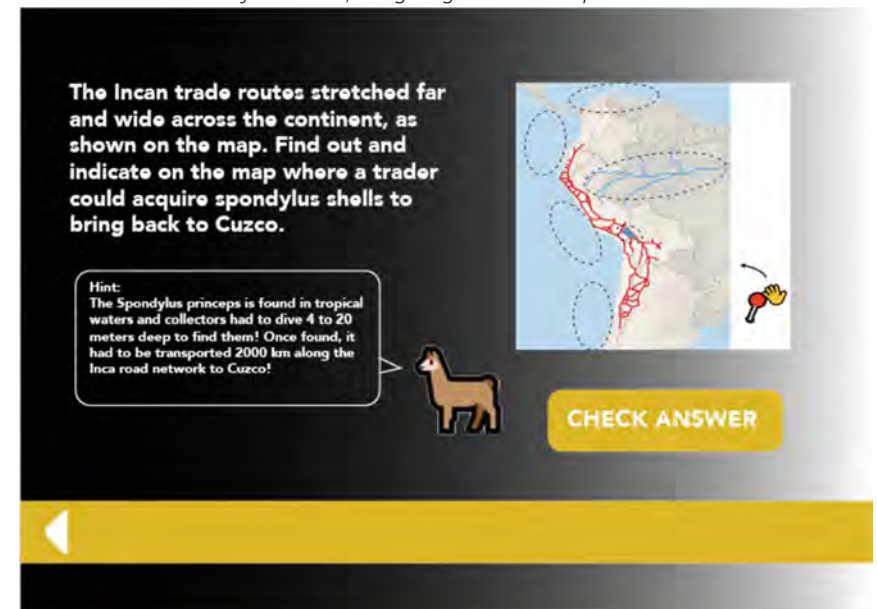 The Incan trade routes stretched far
and wide across the continent, as
shown on the map. Find out and
indicate on the map where a trader
could acquire spondylus shells to
bring back to Cuzco.
Hint:
The Spondylus princeps is found in tropical
waters and collectors had to dive 4 to 20
meters deep to find them! Once found, it
had to be transported 2000 km along the
Inca road network to Cuzco!
CHECK ANSWER